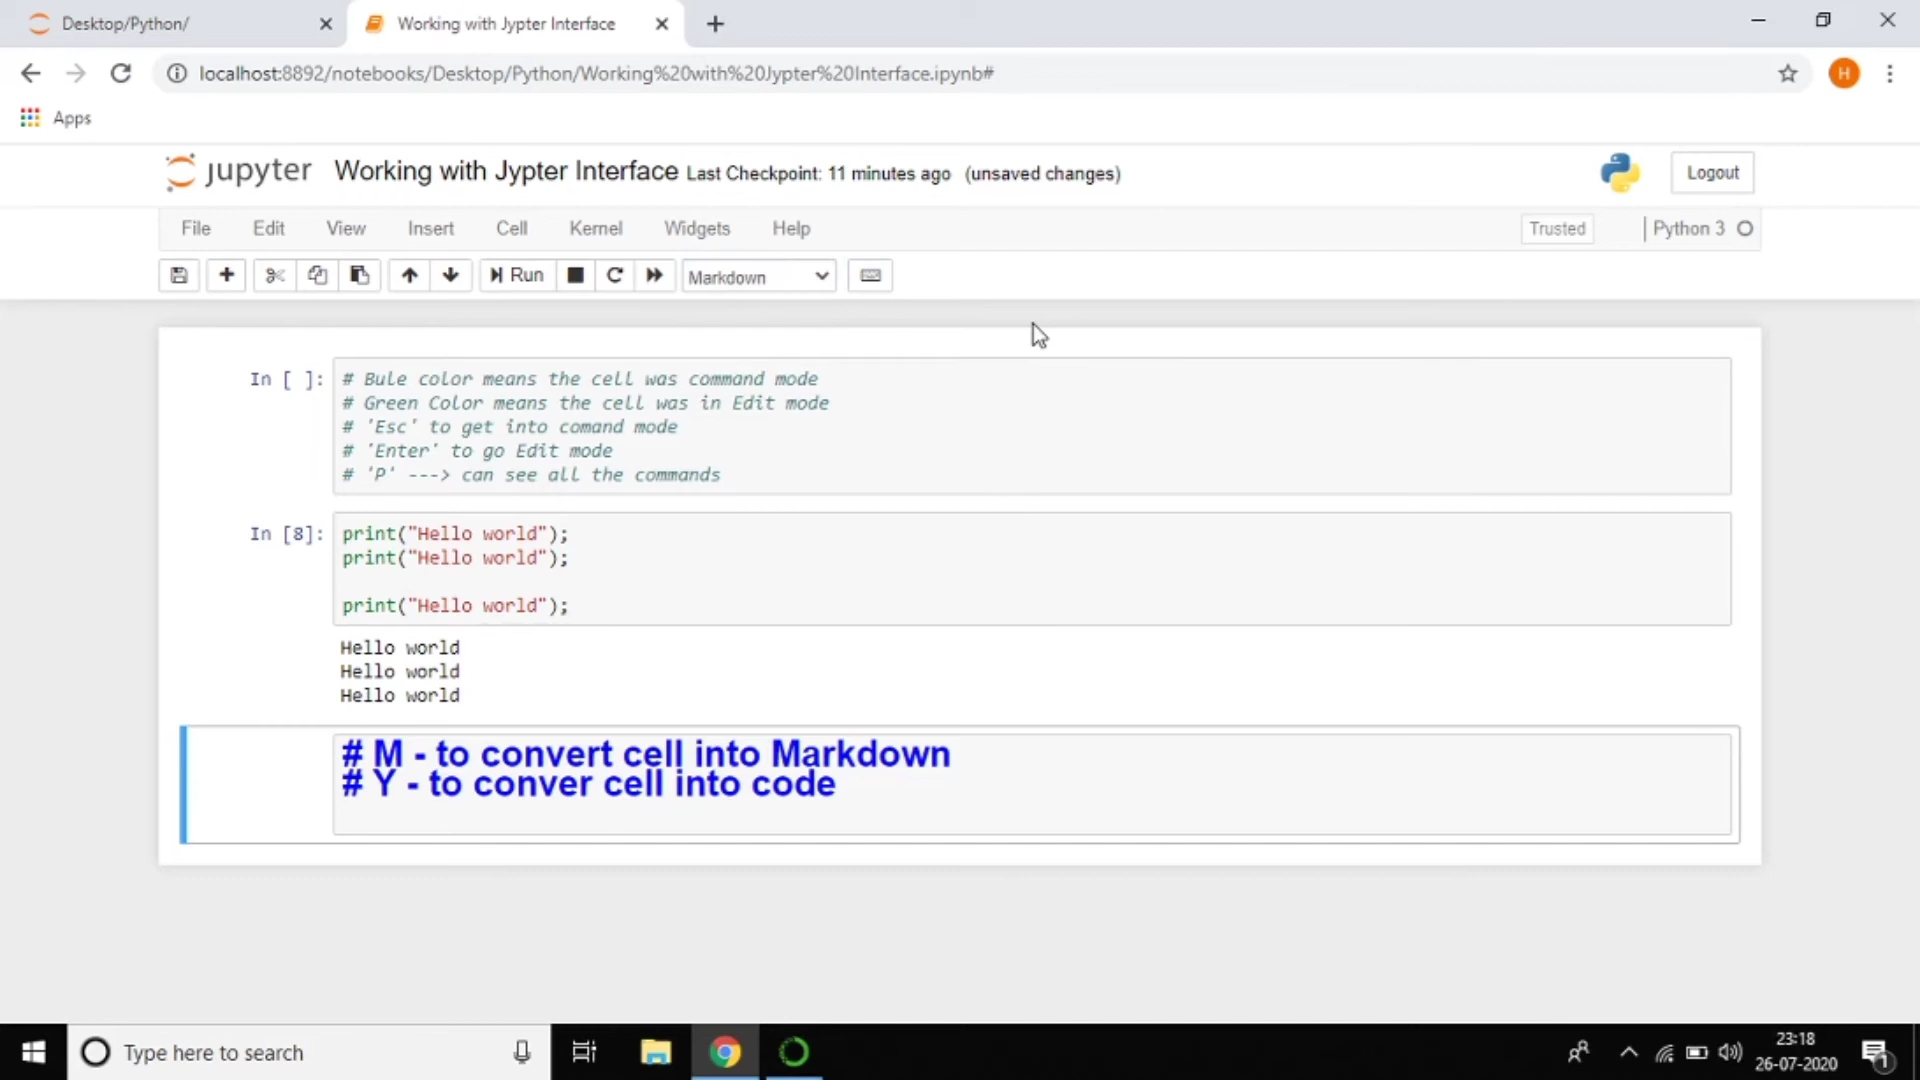 Desktop/Python/
Working with Jypter Interface
localhost:8892/notebooks/Desktop/Python/Working%20with%20Jypter%20Interface.ipynb#
H
Apps
jupyter Working with Jypter Interface Last Checkpoint: 11 minutes ago (unsaved changes)
Logout
File Edit View Insert Cell Kernel Widgets Help
Trusted
Python 3
Run
Markdown
In [ ]:
# Bule color means the cell was command mode
# Green Color means the cell was in Edit mode
# 'Esc' to get into comand mode
# 'Enter' to go Edit mode
# 'P' ---> can see all the commands
In [8]:
print("Hello world");
print("Hello world");
print("Hello world");
Hello world
Hello world
Hello world
# M - to convert cell into Markdown
# Y - to conver cell into code
Type here to search
23:18
26-07-2020
1